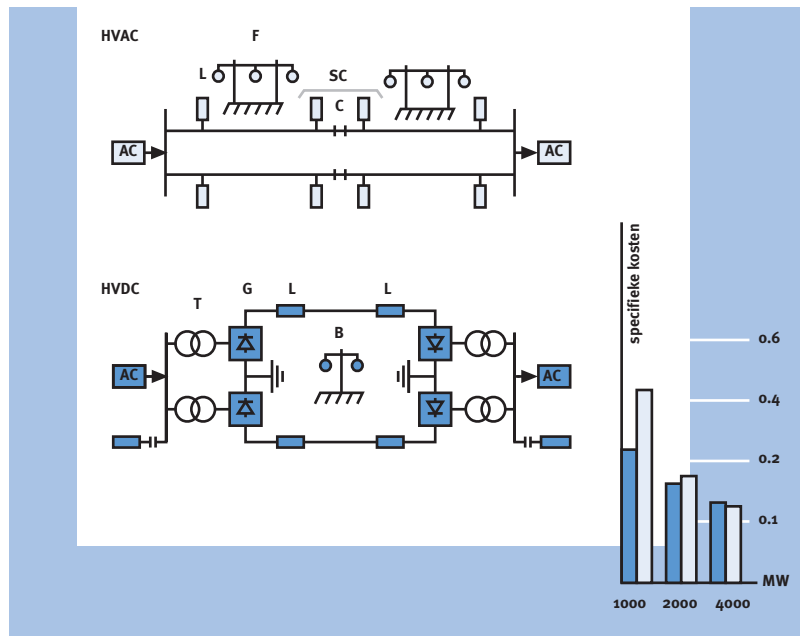 HVAC
F
L
SC
C
AC
AC
HVDC
T
G
L
L
B
AC
AC
specifieke kosten
0.6
0.4
0.2
0.1
MW
1000 2000 4000